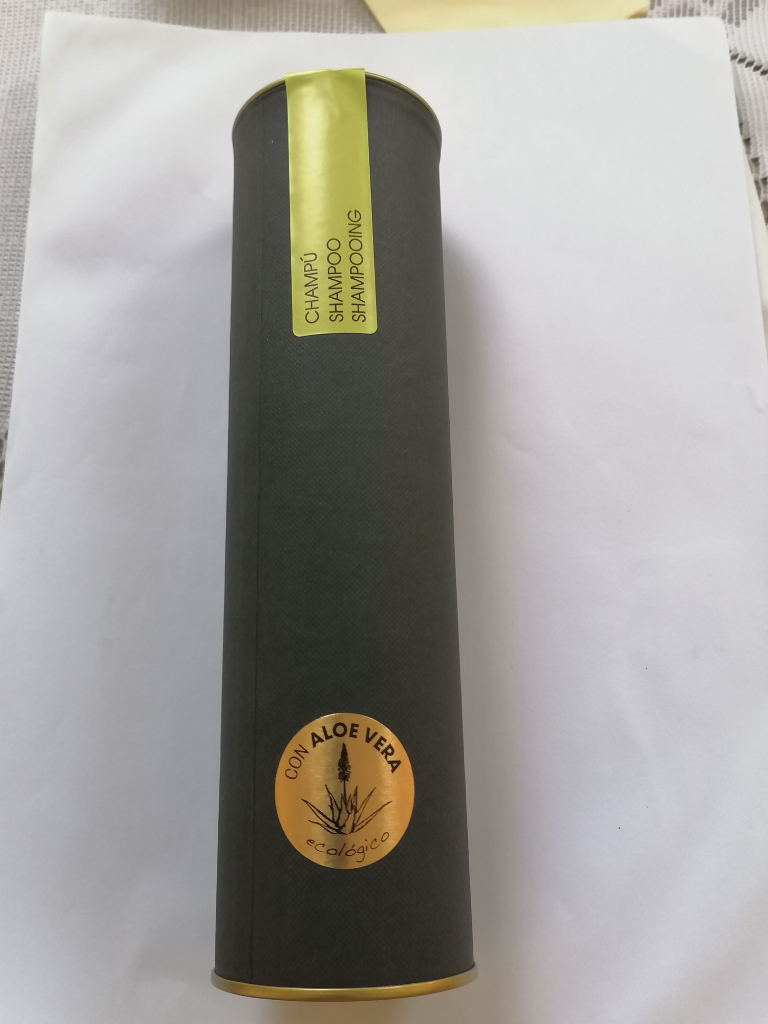 CHAMPÚ
SHAMPOO
SHAMPOOING
CON ALOE VERA
ecológico